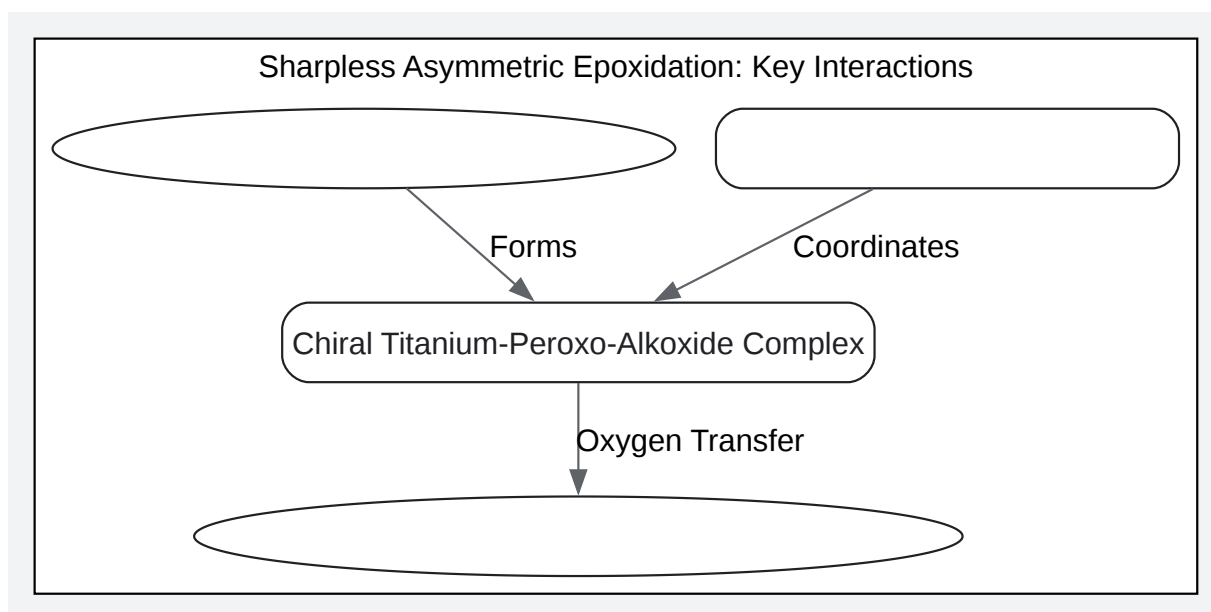 Sharpless Asymmetric Epoxidation: Key Interactions
Forms
Coordinates
Chiral Titanium-Peroxo-Alkoxide Complex
Oxygen Transfer